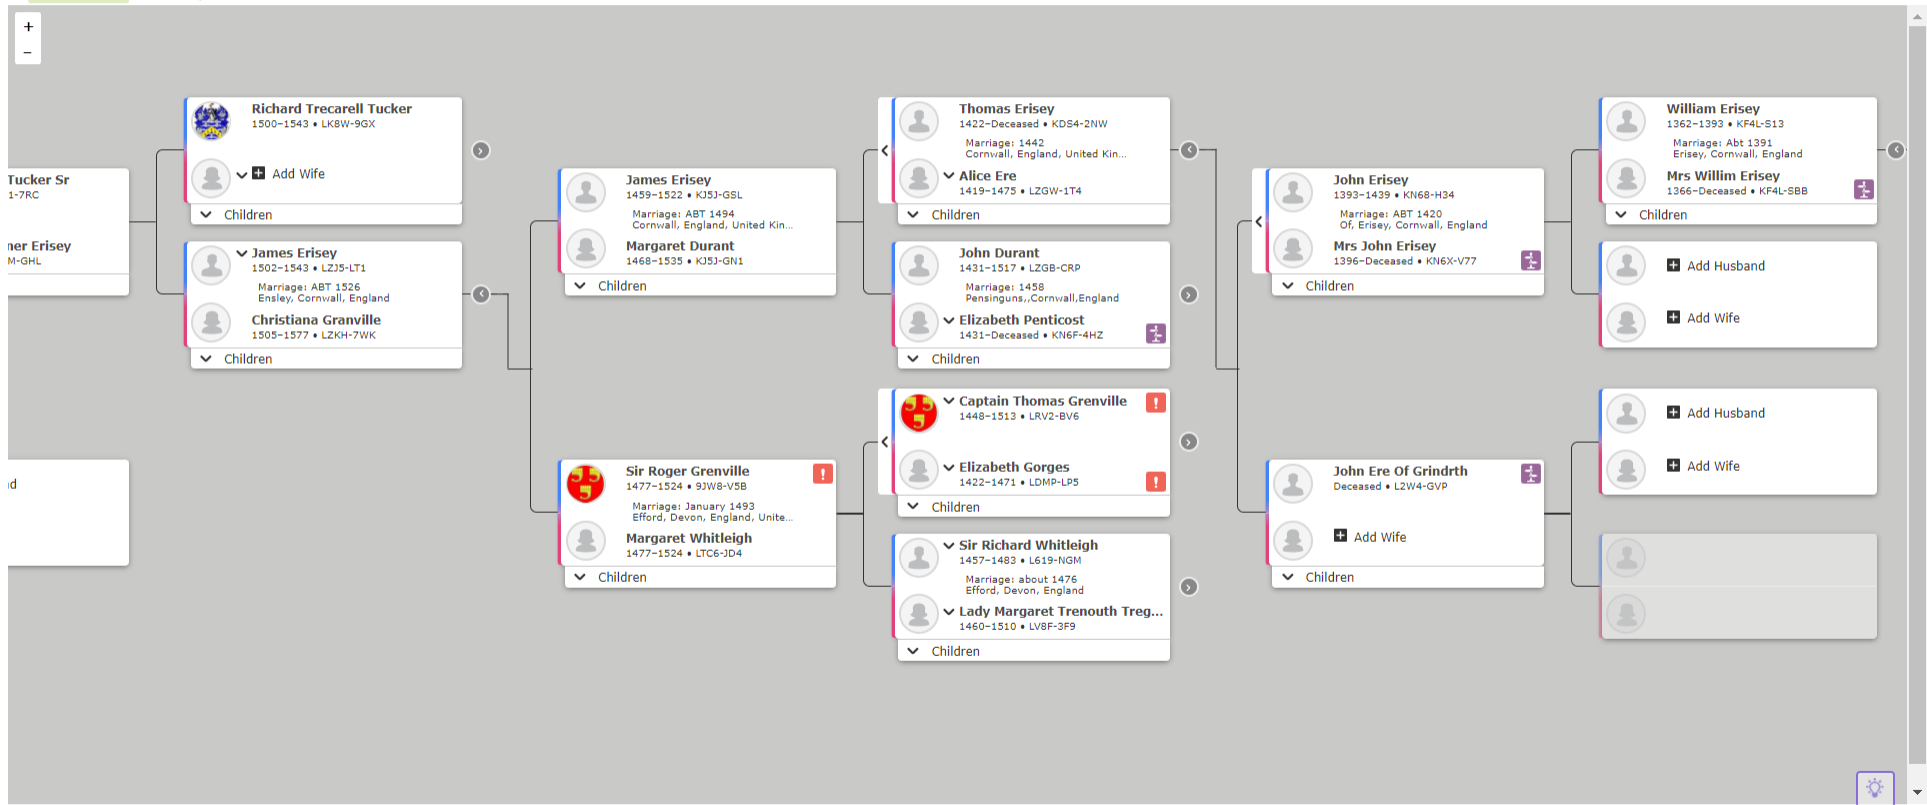 +
−
Tucker Sr
1-7RC
ner Erisey
M-GHL
d
Richard Trecarell Tucker
1500–1543 • LK8W-9GX
Add Wife
Children
James Erisey
1502–1543 • LZJ5-LT1
Marriage: ABT 1526
Ensley, Cornwall, England
Christiana Granville
1505–1577 • LZKH-7WK
Children
James Erisey
1459–1522 • KJ5J-GSL
Marriage: ABT 1494
Cornwall, England, United Kin...
Margaret Durant
1468–1535 • KJ5J-GN1
Children
Sir Roger Grenville
1477–1524 • 9JW8-V5B
Marriage: January 1493
Efford, Devon, England, Unite...
Margaret Whitleigh
1477–1524 • LTC6-JD4
Children
Thomas Erisey
1422–Deceased • KDS4-2NW
Marriage: 1442
Cornwall, England, United Kin...
Alice Ere
1419–1475 • LZGW-1T4
Children
John Durant
1431–1517 • LZGB-CRP
Marriage: 1458
Pensinguns,,Cornwall,England
Elizabeth Penticost
1431–Deceased • KN6F-4HZ
Children
Captain Thomas Grenville
1448–1513 • LRV2-BV6
Elizabeth Gorges
1422–1471 • LDMP-LP5
Children
Sir Richard Whitleigh
1457–1483 • L619-NGM
Marriage: about 1476
Efford, Devon, England
Lady Margaret Trenouth Treg...
1460–1510 • LV8F-3F9
Children
John Erisey
1393–1439 • KN68-H34
Marriage: ABT 1420
Of, Erisey, Cornwall, England
Mrs John Erisey
1396–Deceased • KN6X-V77
Children
John Ere Of Grindrth
Deceased • L2W4-GVP
Add Wife
Children
William Erisey
1362–1393 • KF4L-S13
Marriage: Abt 1391
Erisey, Cornwall, England
Mrs Willim Erisey
1366–Deceased • KF4L-SBB
Children
Add Husband
Add Wife
Add Husband
Add Wife